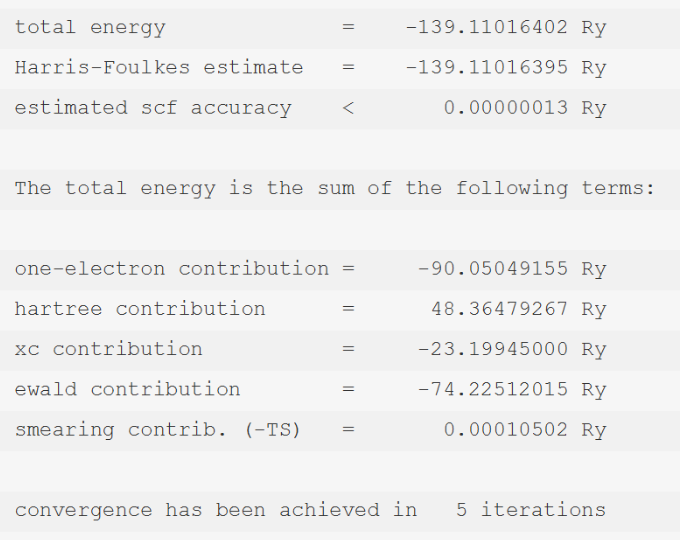 total energy              =    -139.11016402 Ry
Harris-Foulkes estimate   =    -139.11016395 Ry
estimated scf accuracy    <       0.00000013 Ry
The total energy is the sum of the following terms:
one-electron contribution =     -90.05049155 Ry
hartree contribution      =      48.36479267 Ry
xc contribution           =     -23.19945000 Ry
ewald contribution        =     -74.22512015 Ry
smearing contrib. (-TS)   =       0.00010502 Ry
convergence has been achieved in   5 iterations